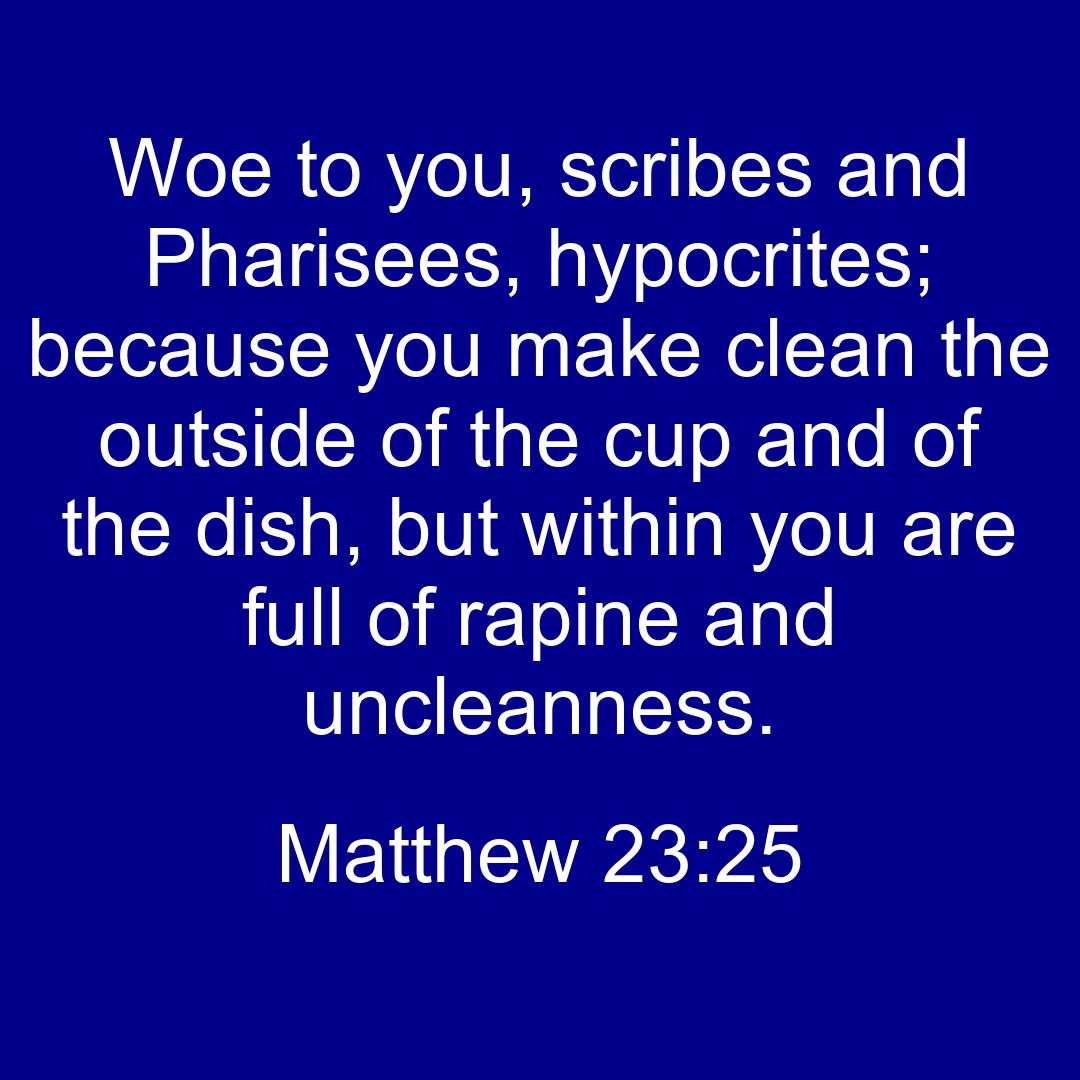 Woe to you, scribes and
Pharisees, hypocrites;
because you make clean the
outside of the cup and of
the dish, but within you are
full of rapine and
uncleanness.
Matthew 23:25